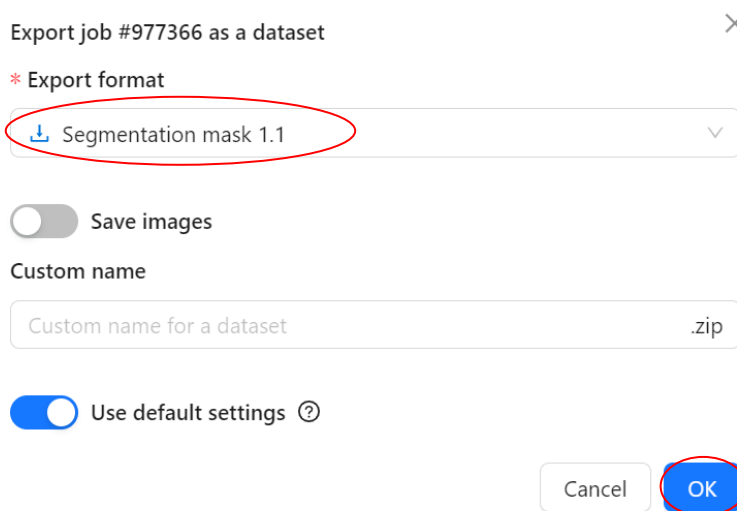 Export job #977366 as a dataset
* Export format
Segmentation mask 1.1
Save images
Custom name
Custom name for a dataset .zip
Use default settings
Cancel OK